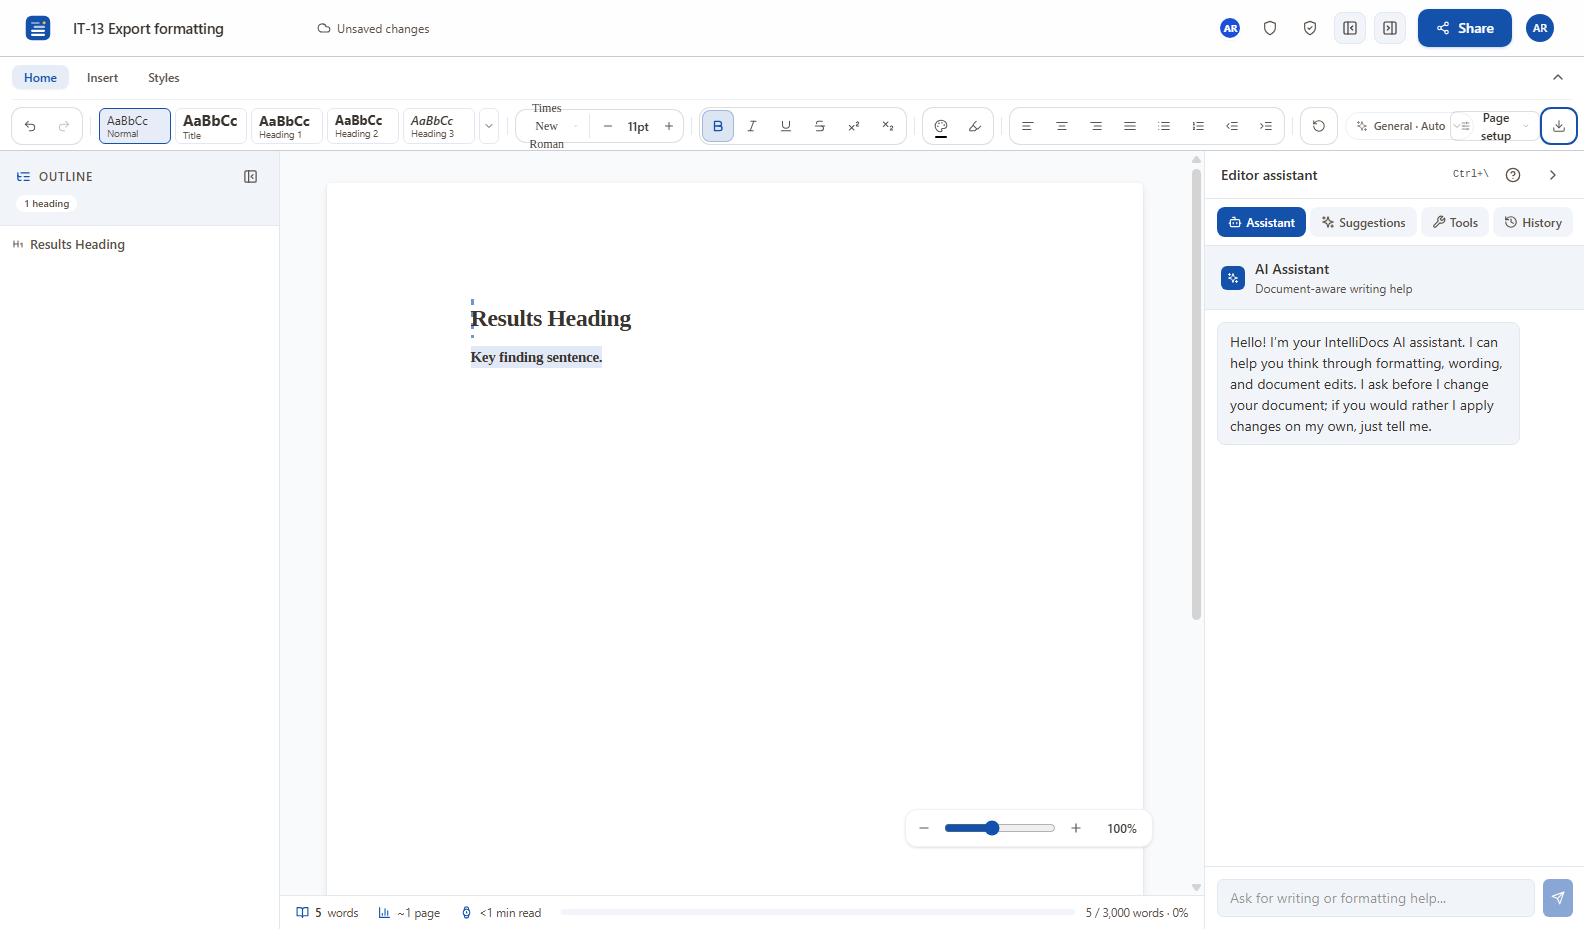 IT-13 Export formatting
Unsaved changes
AR
Share
AR
Home
Insert
Styles
AaBbCc
Normal
AaBbCc
Title
AaBbCc
Heading 1
AaBbCc
Heading 2
AaBbCc
Heading 3
Times
New
Roman
11pt
B
I
U
S
x²
x₂
General · Auto
Page
setup
OUTLINE
1 heading
H1 Results Heading
Results Heading
Key finding sentence.
100%
5 words
~1 page
<1 min read
5 / 3,000 words · 0%
Editor assistant
Ctrl+\
Assistant
Suggestions
Tools
History
AI Assistant
Document-aware writing help
Hello! I'm your IntelliDocs AI assistant. I can
help you think through formatting, wording,
and document edits. I ask before I change
your document; if you would rather I apply
changes on my own, just tell me.
Ask for writing or formatting help...